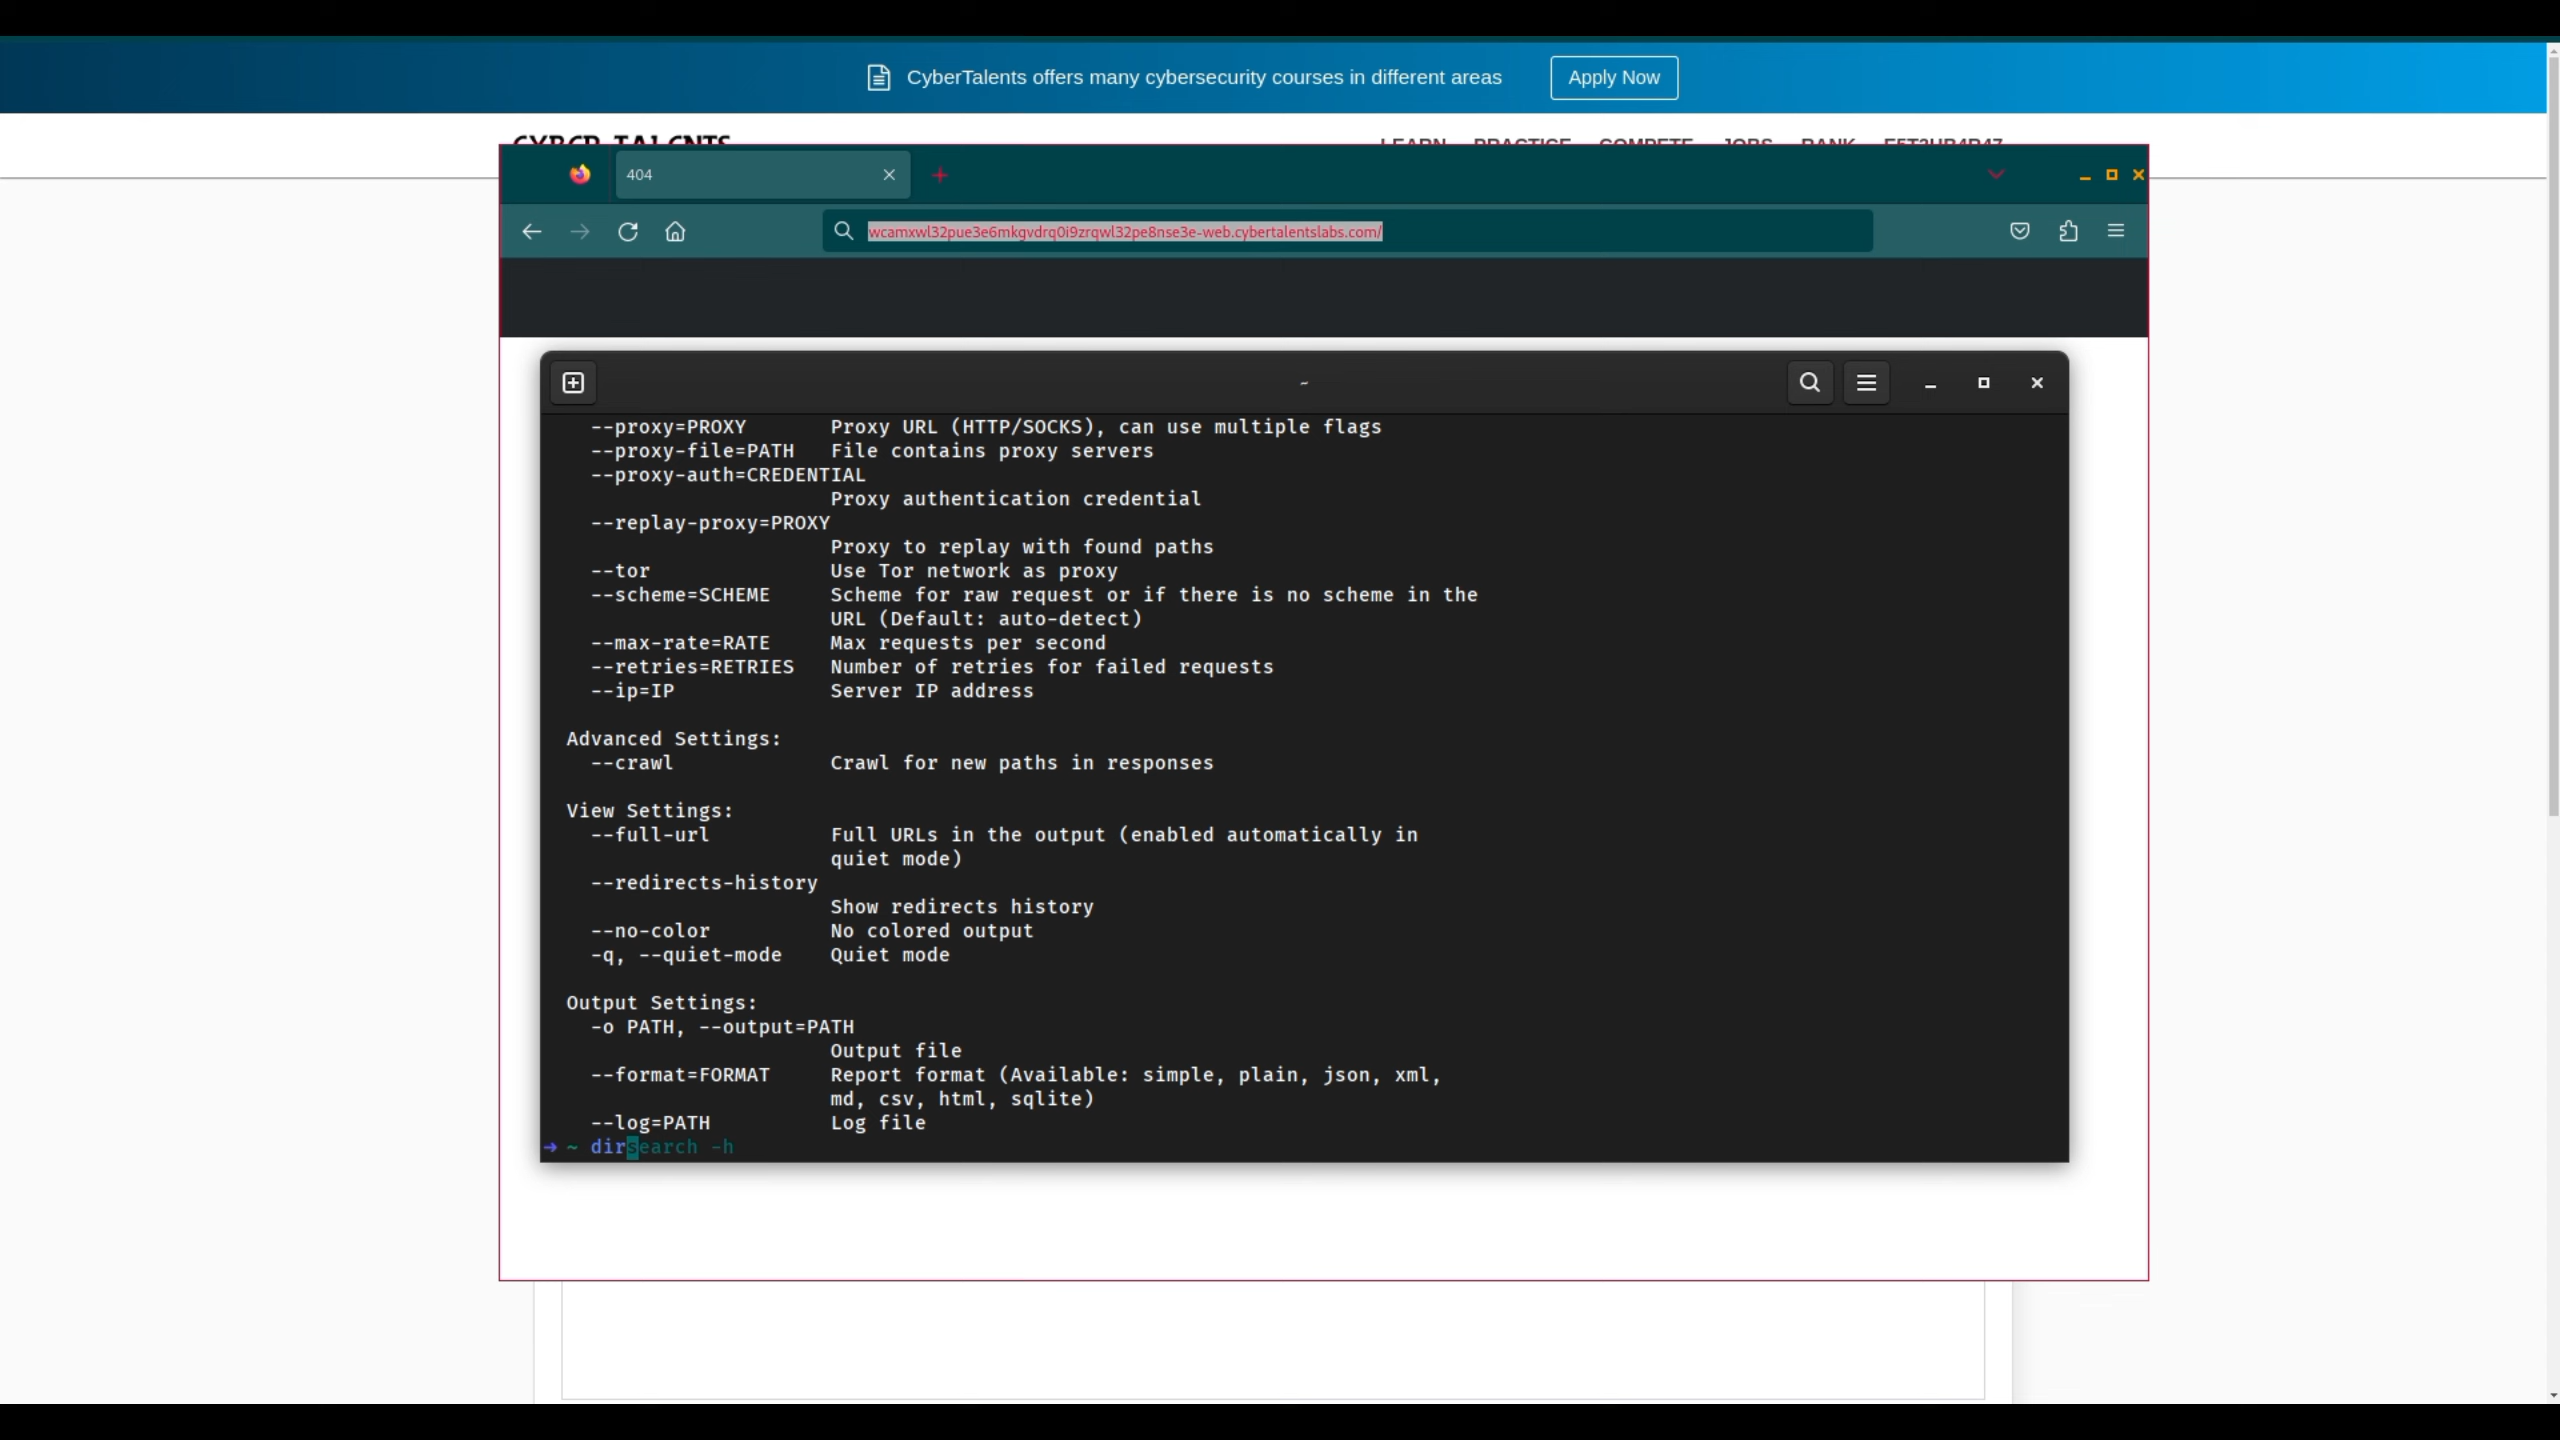 CyberTalents offers many cybersecurity courses in different areas Apply Now
CYBER TALENTS LEARN PRACTICE COMPETE JOBS RANK
404
wcamxwl32pue3e6mkgvdrq0i9zrqwl32pe8nse3e-web.cybertalentslabs.com/
~
--proxy=PROXY Proxy URL (HTTP/SOCKS), can use multiple flags
--proxy-file=PATH File contains proxy servers
--proxy-auth=CREDENTIAL
Proxy authentication credential
--replay-proxy=PROXY
Proxy to replay with found paths
--tor Use Tor network as proxy
--scheme=SCHEME Scheme for raw request or if there is no scheme in the
URL (Default: auto-detect)
--max-rate=RATE Max requests per second
--retries=RETRIES Number of retries for failed requests
--ip=IP Server IP address
Advanced Settings:
--crawl Crawl for new paths in responses
View Settings:
--full-url Full URLs in the output (enabled automatically in
quiet mode)
--redirects-history
Show redirects history
--no-color No colored output
-q, --quiet-mode Quiet mode
Output Settings:
-o PATH, --output=PATH
Output file
--format=FORMAT Report format (Available: simple, plain, json, xml,
md, csv, html, sqlite)
--log=PATH Log file
→ ~ dirsearch -h